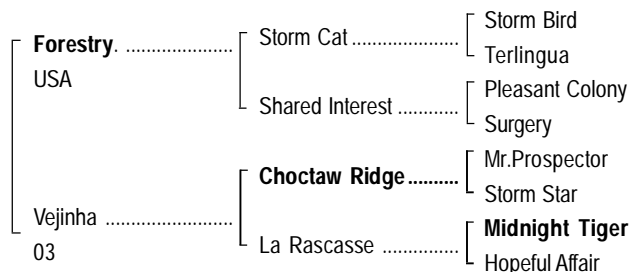 Storm Bird
Forestry. ........................ Storm Cat .....................
Terlingua
USA
Pleasant Colony
Shared Interest ............
Surgery
Mr.Prospector
Choctaw Ridge..........
Storm Star
Vejinha .............................
Midnight Tiger
03
La Rascasse ...............
Hopeful Affair